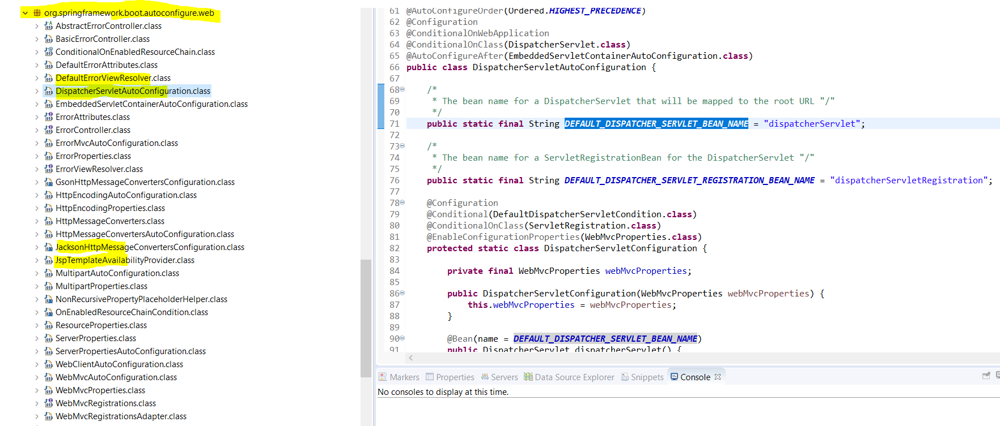 org.springframework.boot.autoconfigure.web
AbstractErrorController.class
BasicErrorController.class
ConditionalOnEnabledResourceChain.class
DefaultErrorAttributes.class
DefaultErrorViewResolver.class
DispatcherServletAutoConfiguration.class
EmbeddedServletContainerAutoConfiguration.class
ErrorAttributes.class
ErrorController.class
ErrorMvcAutoConfiguration.class
ErrorProperties.class
ErrorViewResolver.class
GsonHttpMessageConvertersConfiguration.class
HttpEncodingAutoConfiguration.class
HttpEncodingProperties.class
HttpMessageConverters.class
HttpMessageConvertersAutoConfiguration.class
JacksonHttpMessageConvertersConfiguration.class
JspTemplateAvailabilityProvider.class
MultipartAutoConfiguration.class
MultipartProperties.class
NonRecursivePropertyPlaceholderHelper.class
OnEnabledResourceChainCondition.class
ResourceProperties.class
ServerProperties.class
ServerPropertiesAutoConfiguration.class
WebClientAutoConfiguration.class
WebMvcAutoConfiguration.class
WebMvcProperties.class
WebMvcRegistrations.class
WebMvcRegistrationsAdapter.class
61 @AutoConfigureOrder(Ordered.HIGHEST_PRECEDENCE)
62 @Configuration
63 @ConditionalOnWebApplication
64 @ConditionalOnClass(DispatcherServlet.class)
65 @AutoConfigureAfter(EmbeddedServletContainerAutoConfiguration.class)
66 public class DispatcherServletAutoConfiguration {
67
68 /*
69 * The bean name for a DispatcherServlet that will be mapped to the root URL "/"
70 */
71 public static final String DEFAULT_DISPATCHER_SERVLET_BEAN_NAME = "dispatcherServlet";
72
73 /*
74 * The bean name for a ServletRegistrationBean for the DispatcherServlet "/"
75 */
76 public static final String DEFAULT_DISPATCHER_SERVLET_REGISTRATION_BEAN_NAME = "dispatcherServletRegistration";
77
78 @Configuration
79 @Conditional(DefaultDispatcherServletCondition.class)
80 @ConditionalOnClass(ServletRegistration.class)
81 @EnableConfigurationProperties(WebMvcProperties.class)
82 protected static class DispatcherServletConfiguration {
83
84 private final WebMvcProperties webMvcProperties;
85
86 public DispatcherServletConfiguration(WebMvcProperties webMvcProperties) {
87 this.webMvcProperties = webMvcProperties;
88 }
89
90 @Bean(name = DEFAULT_DISPATCHER_SERVLET_BEAN_NAME)
91 public DispatcherServlet dispatcherServlet() {
Markers Properties Servers Data Source Explorer Snippets Console
No consoles to display at this time.